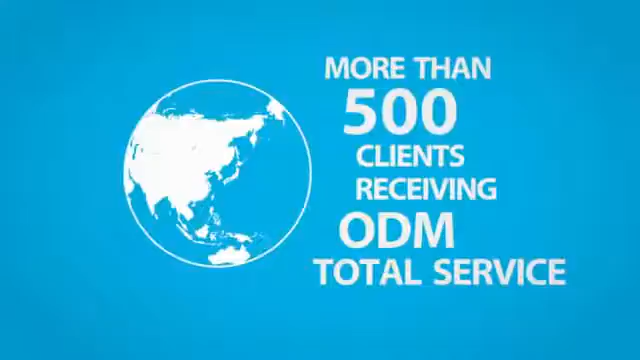 MORE THAN
500
CLIENTS
RECEIVING
ODM
TOTAL SERVICE